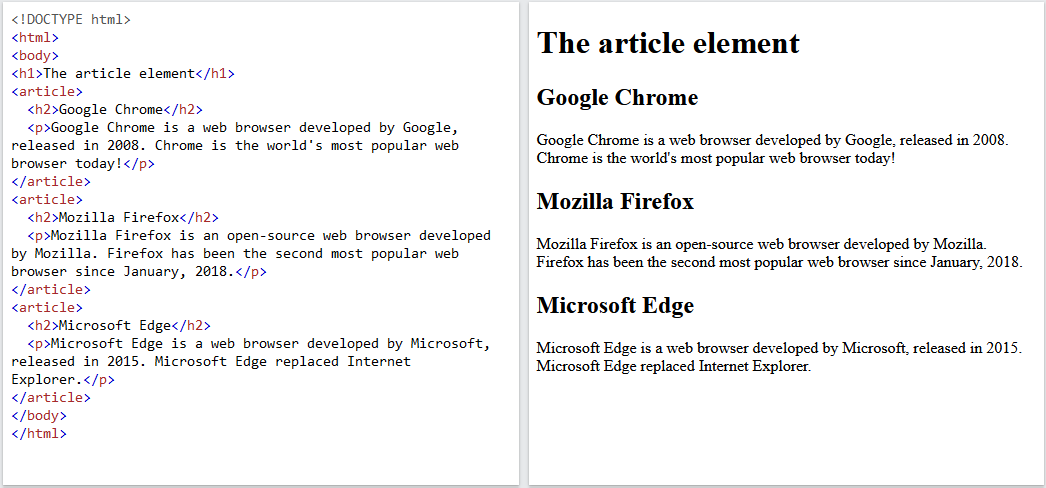 <!DOCTYPE html>
<html>
<body>
<h1>The article element</h1>
<article>
  <h2>Google Chrome</h2>
  <p>Google Chrome is a web browser developed by Google,
released in 2008. Chrome is the world's most popular web
browser today!</p>
</article>
<article>
  <h2>Mozilla Firefox</h2>
  <p>Mozilla Firefox is an open-source web browser developed
by Mozilla. Firefox has been the second most popular web
browser since January, 2018.</p>
</article>
<article>
  <h2>Microsoft Edge</h2>
  <p>Microsoft Edge is a web browser developed by Microsoft,
released in 2015. Microsoft Edge replaced Internet
Explorer.</p>
</article>
</body>
</html>
The article element
Google Chrome
Google Chrome is a web browser developed by Google, released in 2008.
Chrome is the world's most popular web browser today!
Mozilla Firefox
Mozilla Firefox is an open-source web browser developed by Mozilla.
Firefox has been the second most popular web browser since January, 2018.
Microsoft Edge
Microsoft Edge is a web browser developed by Microsoft, released in 2015.
Microsoft Edge replaced Internet Explorer.